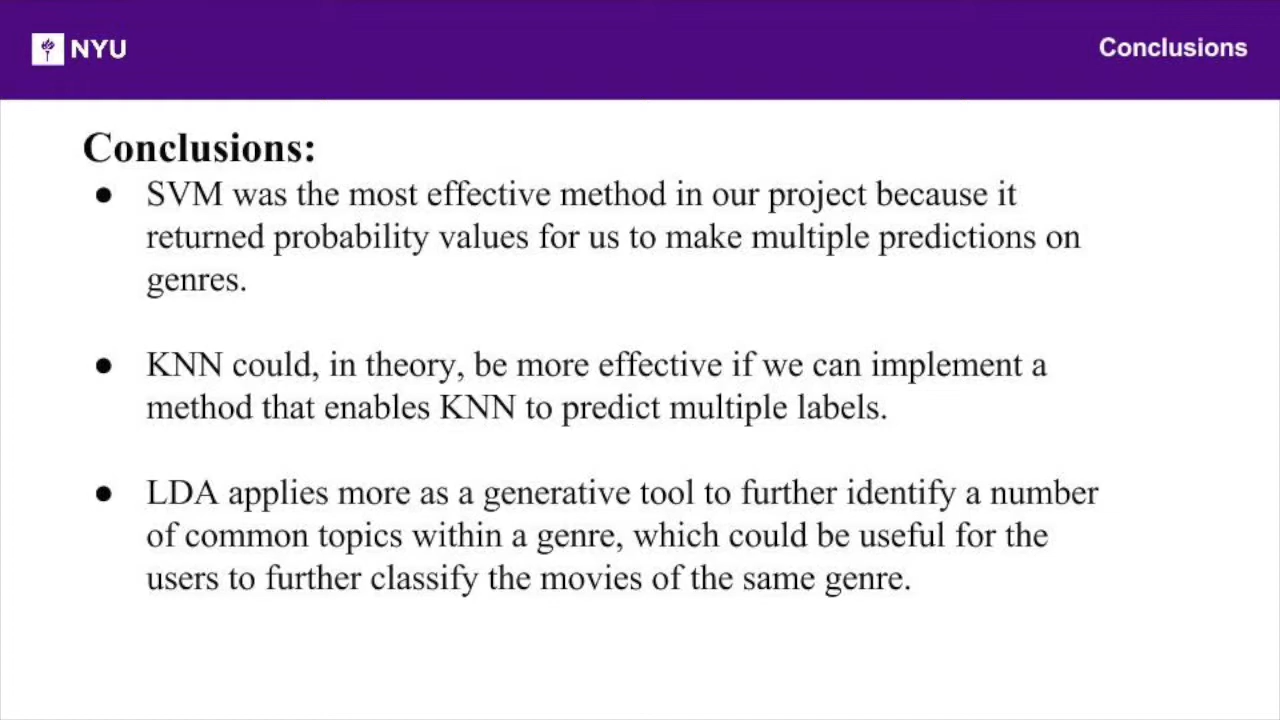 NYU
Conclusions
Conclusions:
● SVM was the most effective method in our project because it
returned probability values for us to make multiple predictions on
genres.
● KNN could, in theory, be more effective if we can implement a
method that enables KNN to predict multiple labels.
● LDA applies more as a generative tool to further identify a number
of common topics within a genre, which could be useful for the
users to further classify the movies of the same genre.